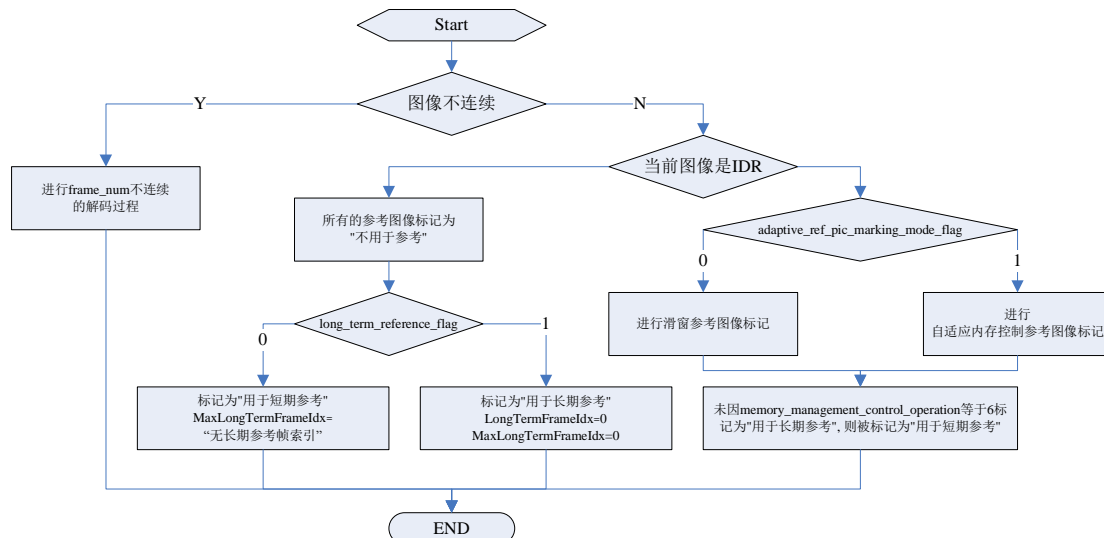 Start
图像不连续
Y
N
进行frame_num不连续
的解码过程
当前图像是IDR
所有的参考图像标记为
"不用于参考"
adaptive_ref_pic_marking_mode_flag
0
1
long_term_reference_flag
0
1
进行滑窗参考图像标记
进行
自适应内存控制参考图像标记
标记为"用于短期参考"
MaxLongTermFrameIdx=
“无长期参考帧索引”
标记为"用于长期参考"
LongTermFrameIdx=0
MaxLongTermFrameIdx=0
未因memory_management_control_operation等于6标
记为"用于长期参考", 则被标记为"用于短期参考"
END